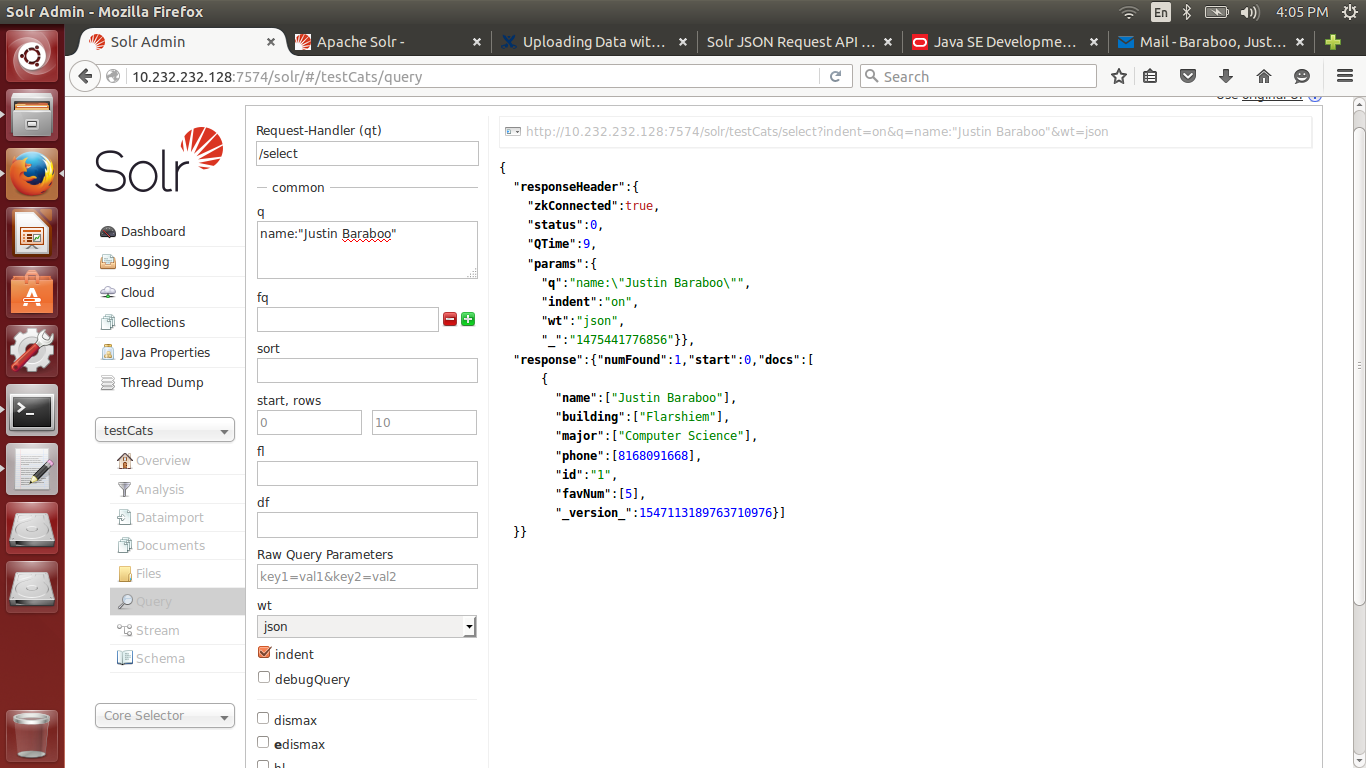 Solr Admin - Mozilla Firefox
En
4:05 PM
Solr Admin
Apache Solr -
Uploading Data wit...
Solr JSON Request API ...
Java SE Developme...
Mail - Baraboo, Just...
10.232.232.128:7574/solr/#/testCats/query
Search
Solr
Dashboard
Logging
Cloud
Collections
Java Properties
Thread Dump
testCats
Overview
Analysis
Dataimport
Documents
Files
Query
Stream
Schema
Core Selector
Request-Handler (qt)
/select
common
q
name:"Justin Baraboo"
fq
sort
start, rows
0
10
fl
df
Raw Query Parameters
key1=val1&key2=val2
wt
json
indent
debugQuery
dismax
edismax
http://10.232.232.128:7574/solr/testCats/select?indent=on&q=name:"Justin Baraboo"&wt=json
{
"responseHeader":{
"zkConnected":true,
"status":0,
"QTime":9,
"params":{
"q":"name:\"Justin Baraboo\"",
"indent":"on",
"wt":"json",
"_":"1475441776856"}},
"response":{"numFound":1,"start":0,"docs":[
{
"name":["Justin Baraboo"],
"building":["Flarshiem"],
"major":["Computer Science"],
"phone":[8168091668],
"id":"1",
"favNum":[5],
"_version_":1547113189763710976}]
}}